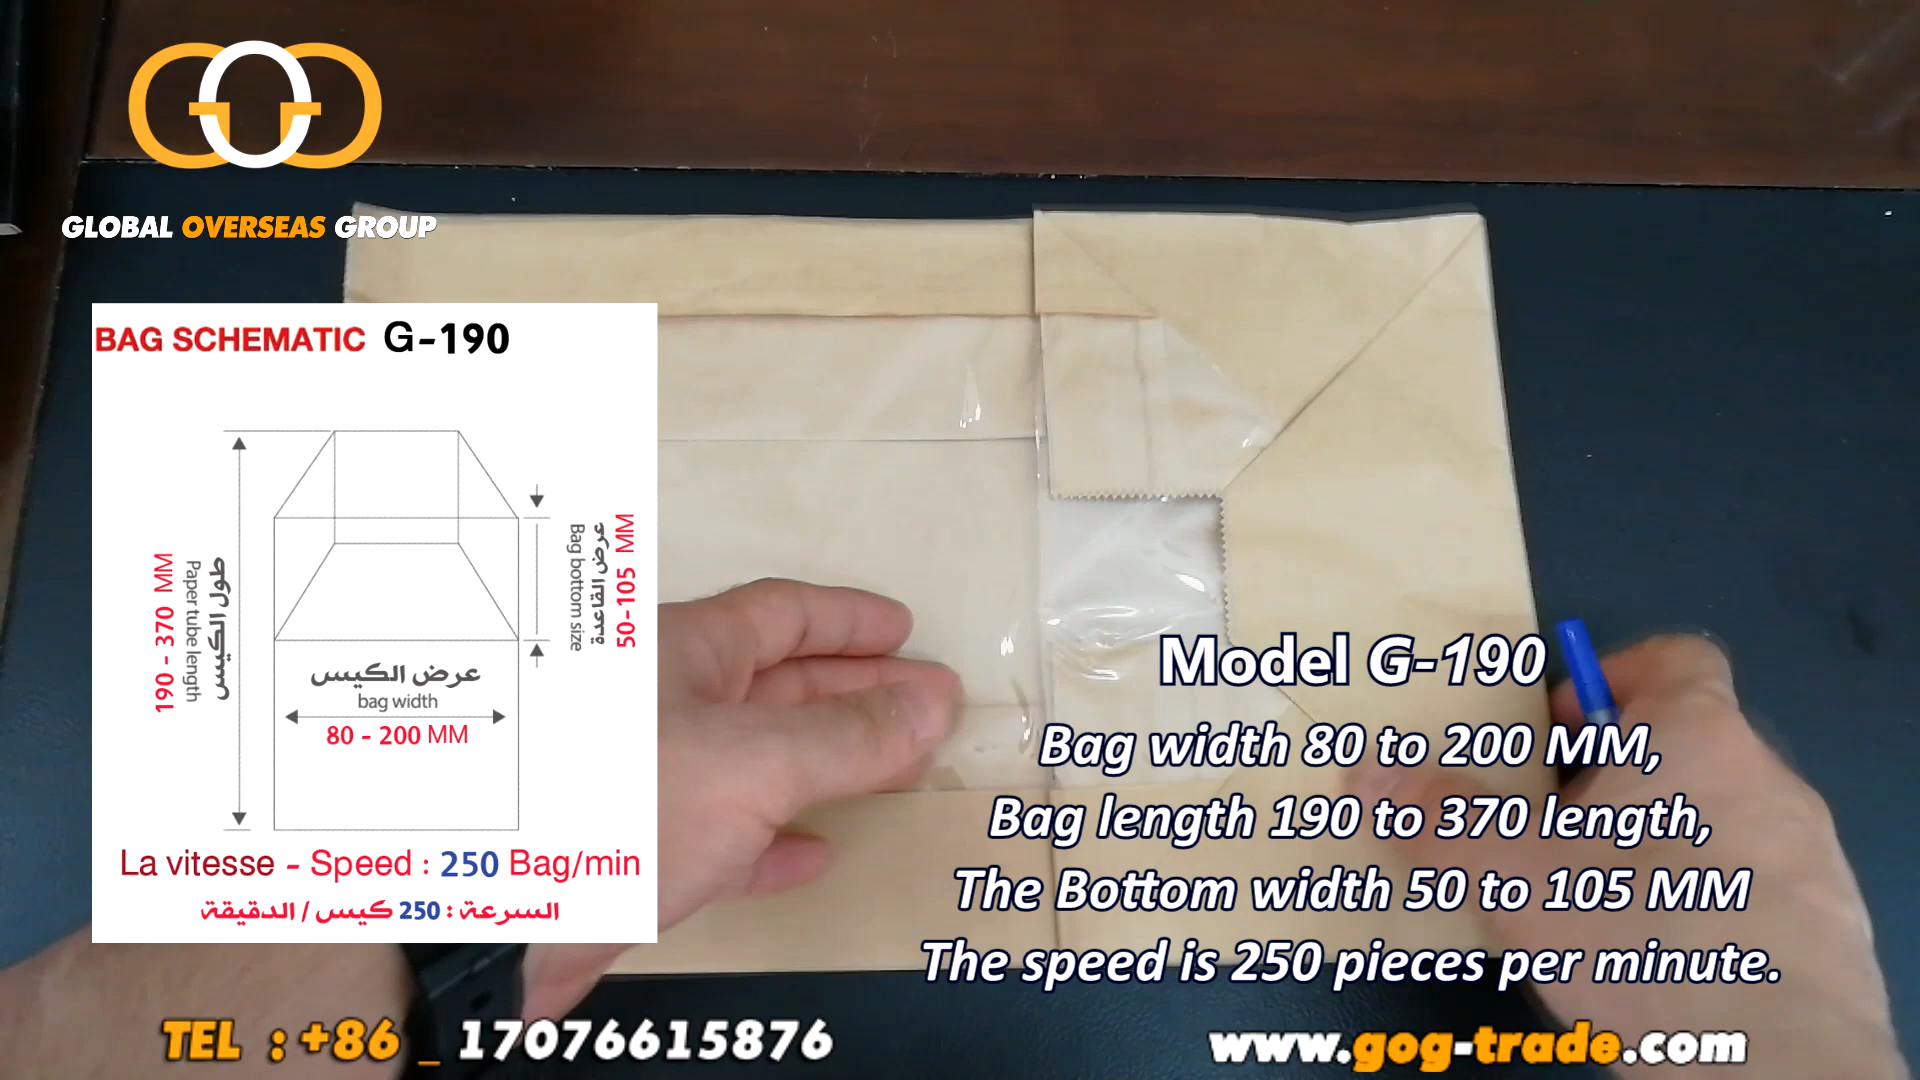 GLOBAL OVERSEAS GROUP
BAG SCHEMATIC G-190
190 - 370 MM
Paper tube length
طول الكيس
Bag bottom size
عرض القاعدة
50-105 MM
عرض الكيس
bag width
80 - 200 MM
La vitesse - Speed : 250 Bag/min
السرعة : 250 كيس / الدقيقة
Model G-190
Bag width 80 to 200 MM,
Bag length 190 to 370 length,
The Bottom width 50 to 105 MM
The speed is 250 pieces per minute.
TEL : +86 _ 17076615876
www.gog-trade.com